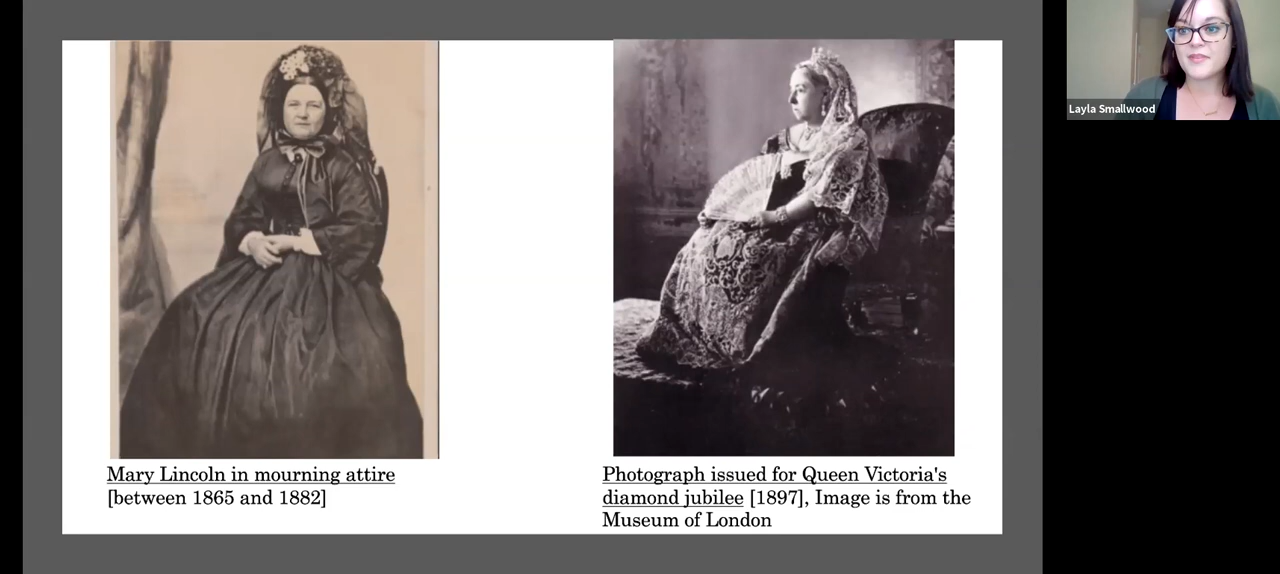 Layla Smallwood
Mary Lincoln in mourning attire
[between 1865 and 1882]
Photograph issued for Queen Victoria's
diamond jubilee [1897], Image is from the
Museum of London